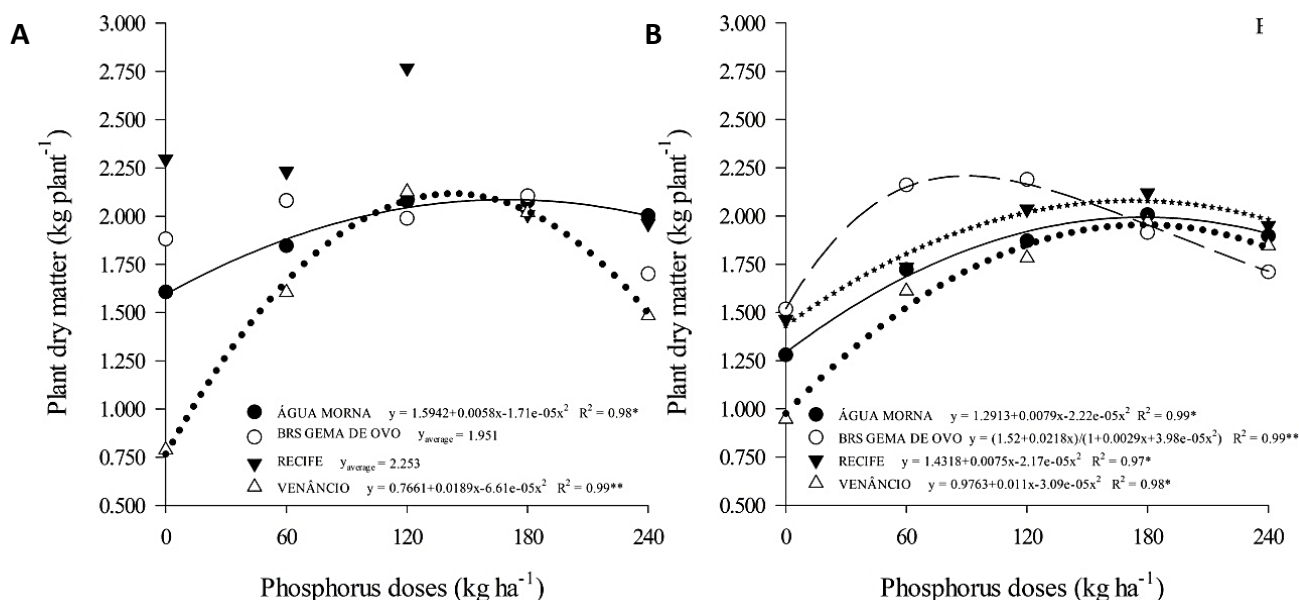 A
Plant dry matter (kg plant⁻¹)
3.000
2.750
2.500
2.250
2.000
1.750
1.500
1.250
1.000
0.750
0.500
ÁGUA MORNA y = 1.5942+0.0058x-1.71e-05x² R² = 0.98*
BRS GEMA DE OVO y average = 1.951
RECIFE y average = 2.253
VENÂNCIO y = 0.7661+0.0189x-6.61e-05x² R² = 0.99**
0 60 120 180 240
Phosphorus doses (kg ha⁻¹)
B
Plant dry matter (kg plant⁻¹)
3.000
2.750
2.500
2.250
2.000
1.750
1.500
1.250
1.000
0.750
0.500
ÁGUA MORNA y = 1.2913+0.0079x-2.22e-05x² R² = 0.99*
BRS GEMA DE OVO y = (1.52+0.0218x)/(1+0.0029x+3.98e-05x²) R² = 0.99**
RECIFE y = 1.4318+0.0075x-2.17e-05x² R² = 0.97*
VENÂNCIO y = 0.9763+0.011x-3.09e-05x² R² = 0.98*
0 60 120 180 240
Phosphorus doses (kg ha⁻¹)